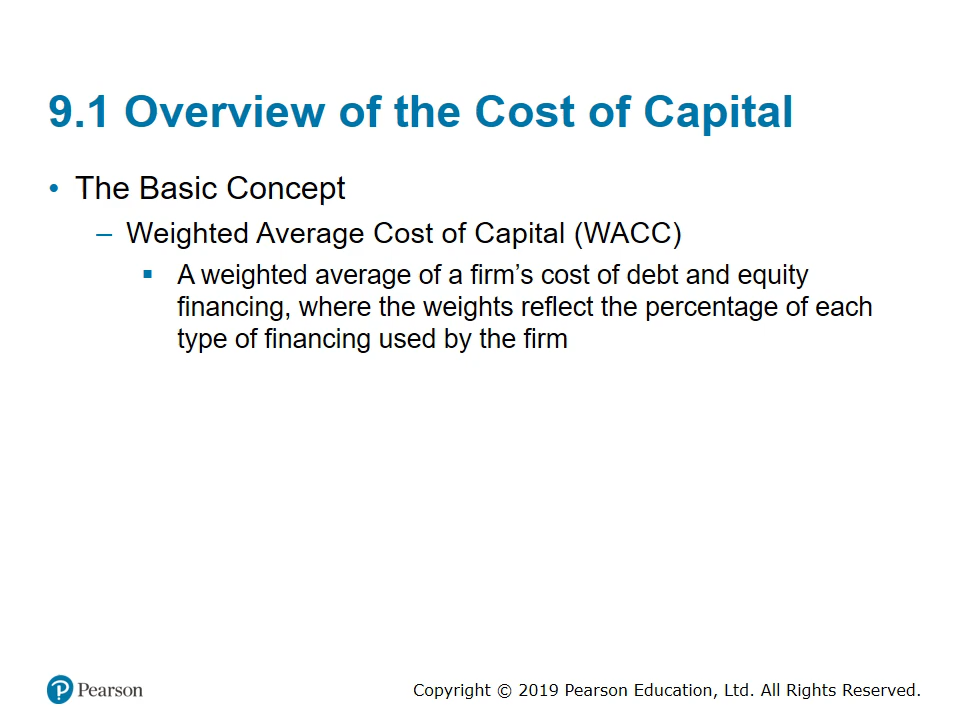 9.1 Overview of the Cost of Capital
• The Basic Concept
– Weighted Average Cost of Capital (WACC)
▪ A weighted average of a firm’s cost of debt and equity
financing, where the weights reflect the percentage of each
type of financing used by the firm
Pearson
Copyright © 2019 Pearson Education, Ltd. All Rights Reserved.